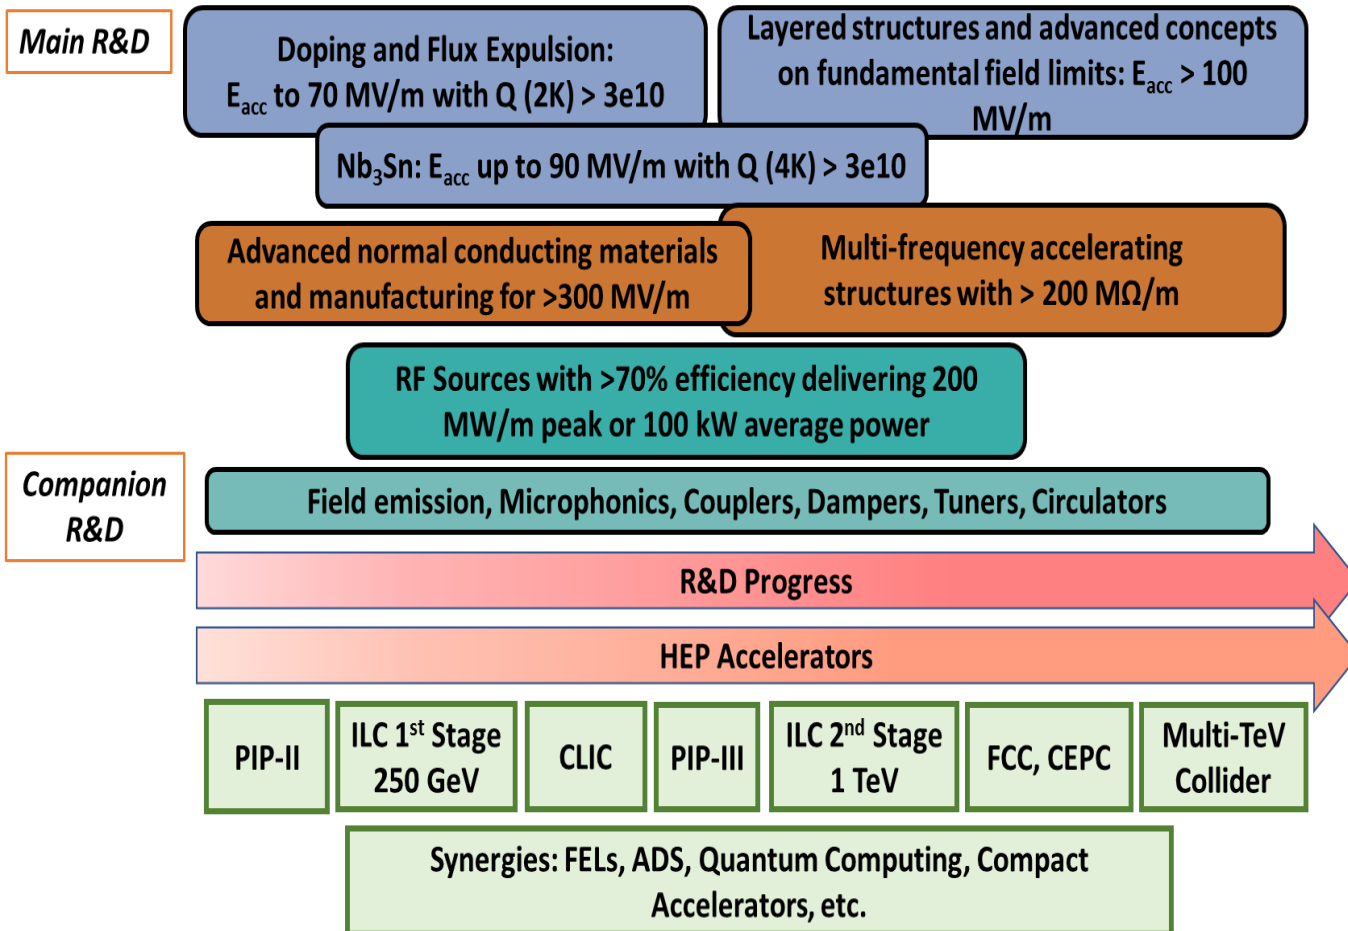 Main R&D
Doping and Flux Expulsion:
E_acc to 70 MV/m with Q (2K) > 3e10
Layered structures and advanced concepts
on fundamental field limits: E_acc > 100
MV/m
Nb₃Sn: E_acc up to 90 MV/m with Q (4K) > 3e10
Advanced normal conducting materials
and manufacturing for >300 MV/m
Multi-frequency accelerating
structures with > 200 MΩ/m
RF Sources with >70% efficiency delivering 200
MW/m peak or 100 kW average power
Companion
R&D
Field emission, Microphonics, Couplers, Dampers, Tuners, Circulators
R&D Progress
HEP Accelerators
PIP-II
ILC 1st Stage
250 GeV
CLIC
PIP-III
ILC 2nd Stage
1 TeV
FCC, CEPC
Multi-TeV
Collider
Synergies: FELs, ADS, Quantum Computing, Compact
Accelerators, etc.